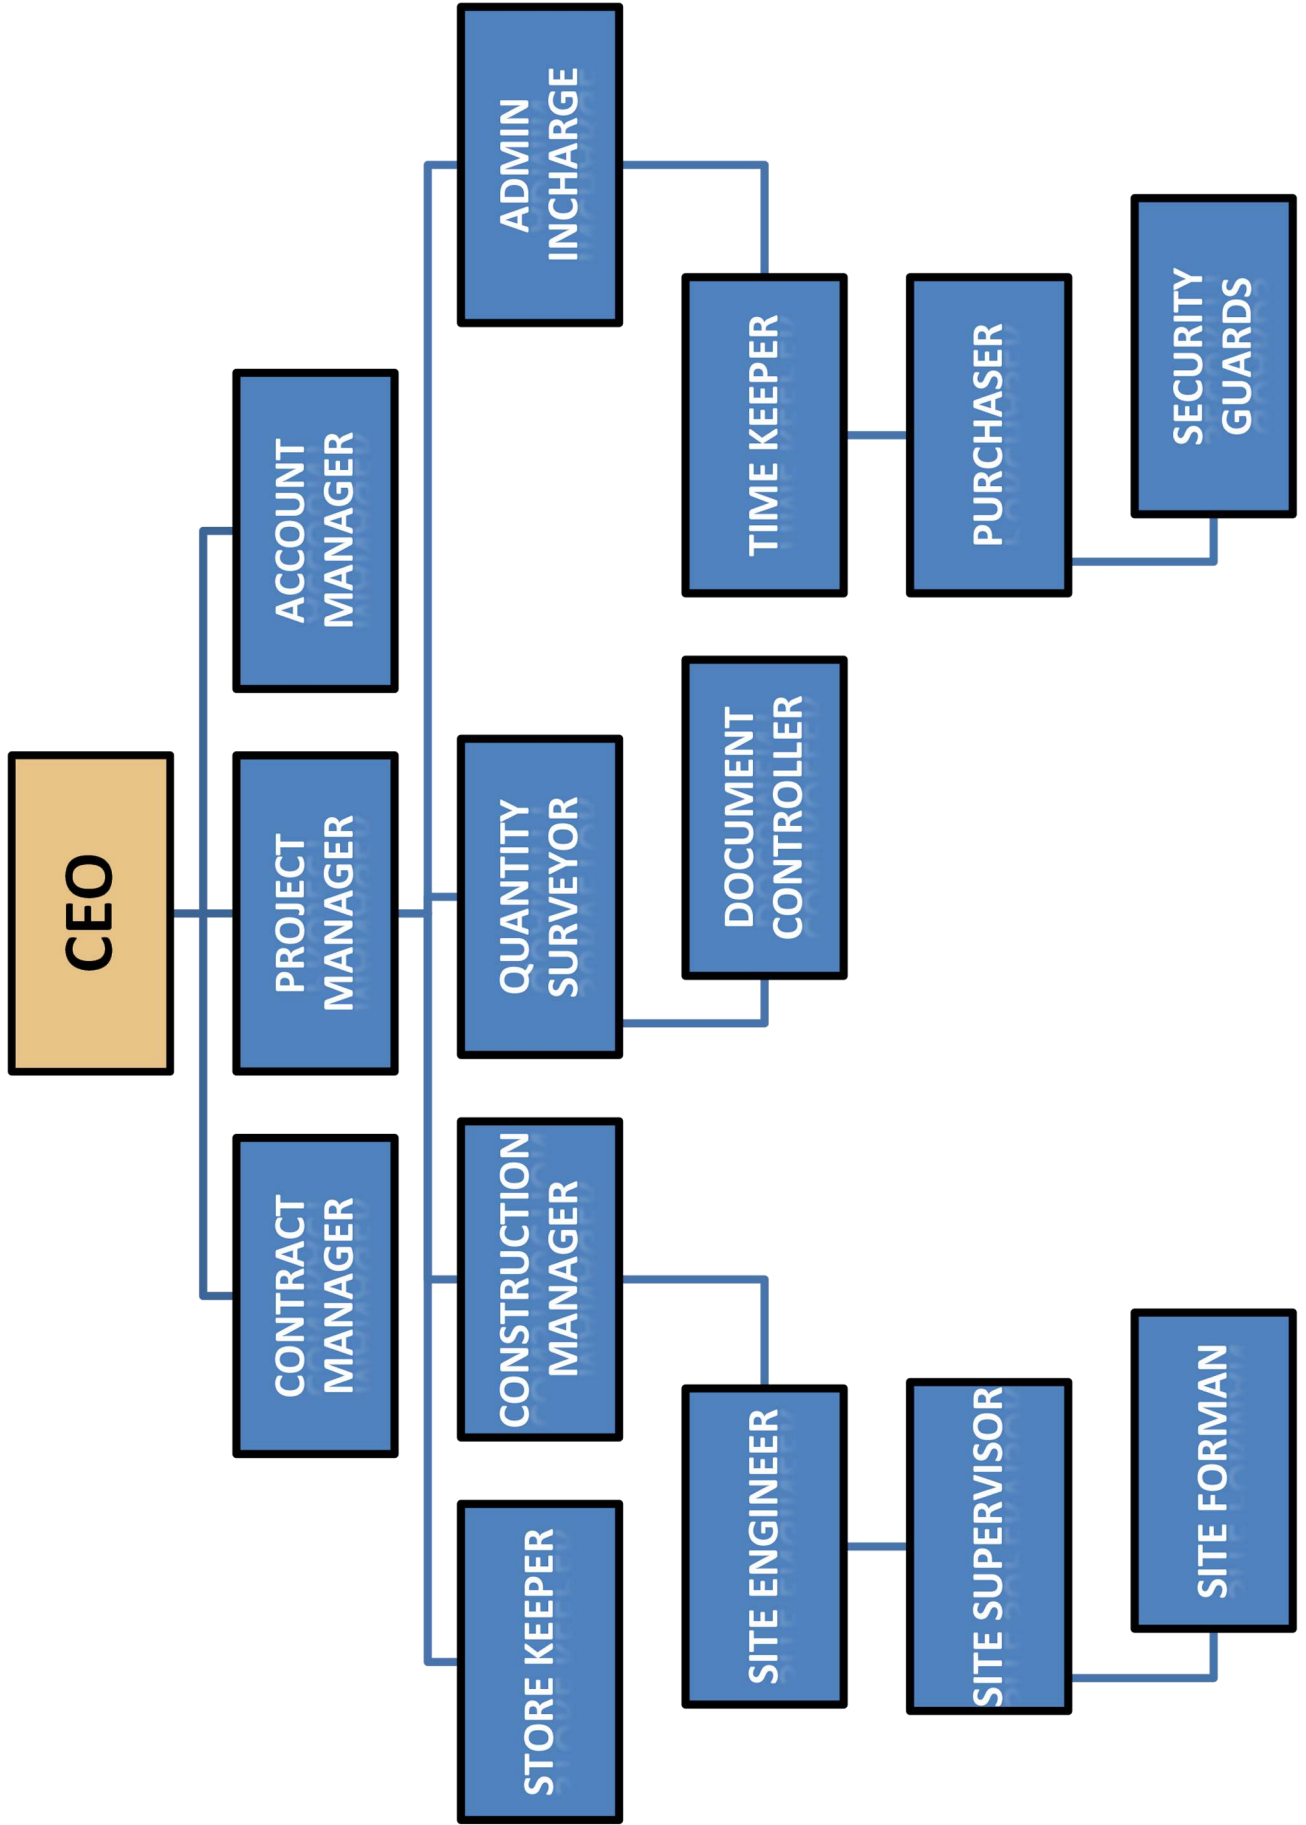 CEO
CONTRACT
MANAGER
PROJECT
MANAGER
ACCOUNT
MANAGER
STORE KEEPER
CONSTRUCTION
MANAGER
QUANTITY
SURVEYOR
ADMIN
INCHARGE
SITE ENGINEER
DOCUMENT
CONTROLLER
TIME KEEPER
SITE SUPERVISOR
PURCHASER
SITE FORMAN
SECURITY
GUARDS